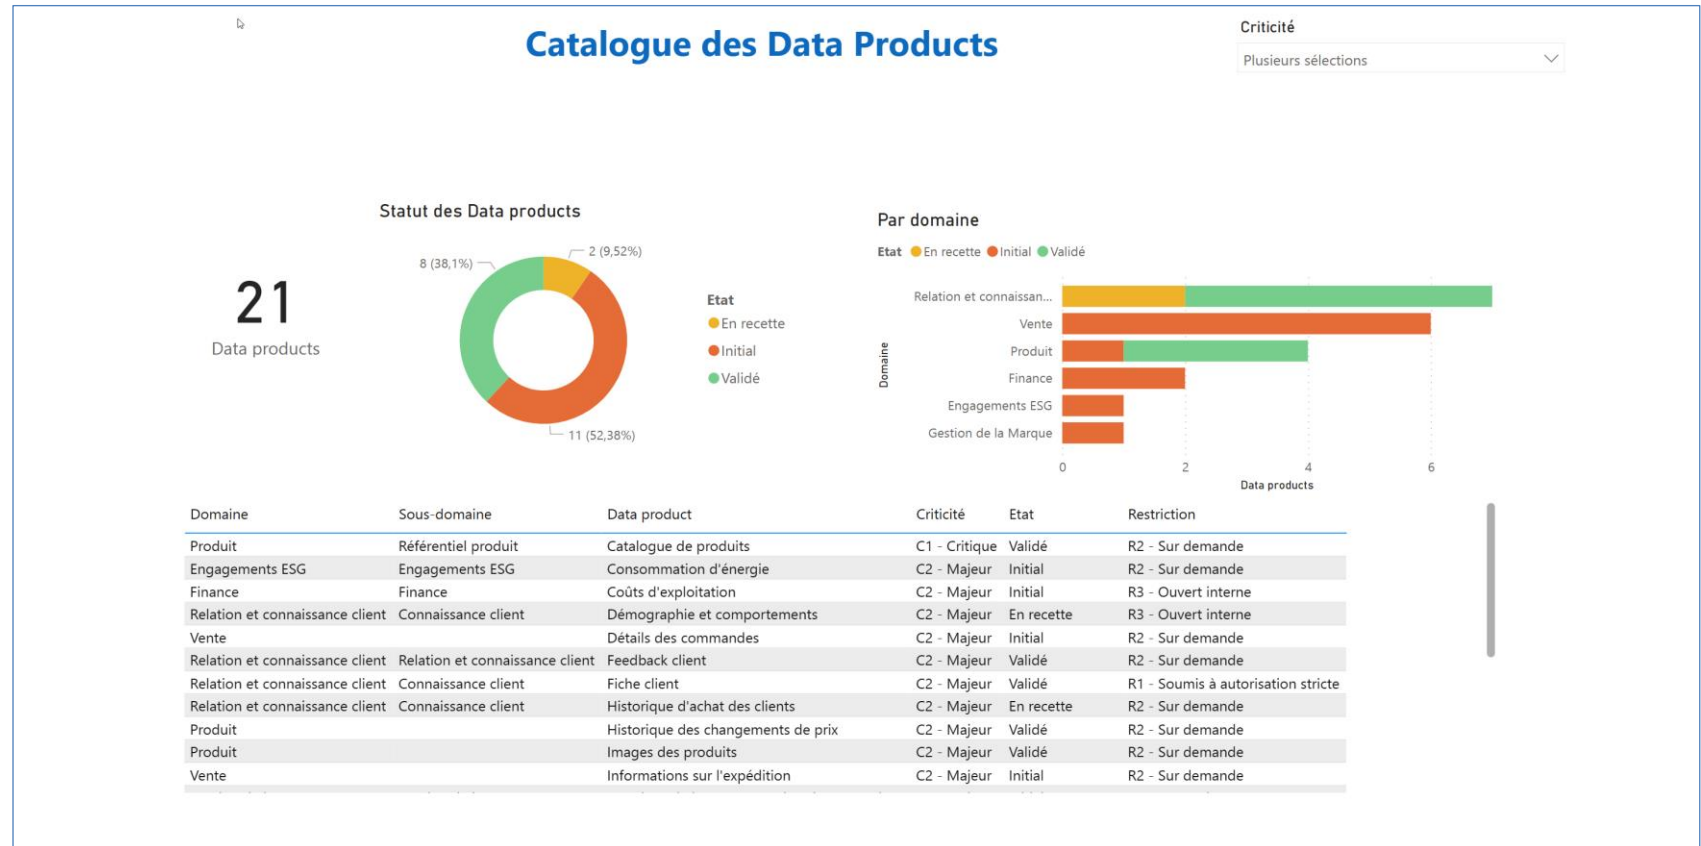 Catalogue des Data Products
Criticité
Plusieurs sélections
Statut des Data products
21
Data products
8 (38,1%)
2 (9,52%)
11 (52,38%)
Etat
En recette
Initial
Validé
Par domaine
Etat En recette Initial Validé
Domaine
Relation et connaissan...
Vente
Produit
Finance
Engagements ESG
Gestion de la Marque
0 2 4 6
Data products
Domaine Sous-domaine Data product Criticité Etat Restriction
Produit Référentiel produit Catalogue de produits C1 - Critique Validé R2 - Sur demande
Engagements ESG Engagements ESG Consommation d'énergie C2 - Majeur Initial R2 - Sur demande
Finance Finance Coûts d'exploitation C2 - Majeur Initial R3 - Ouvert interne
Relation et connaissance client Connaissance client Démographie et comportements C2 - Majeur En recette R3 - Ouvert interne
Vente Détails des commandes C2 - Majeur Initial R2 - Sur demande
Relation et connaissance client Relation et connaissance client Feedback client C2 - Majeur Validé R2 - Sur demande
Relation et connaissance client Connaissance client Fiche client C2 - Majeur Validé R1 - Soumis à autorisation stricte
Relation et connaissance client Connaissance client Historique d'achat des clients C2 - Majeur En recette R2 - Sur demande
Produit Historique des changements de prix C2 - Majeur Validé R2 - Sur demande
Produit Images des produits C2 - Majeur Validé R2 - Sur demande
Vente Informations sur l'expédition C2 - Majeur Initial R2 - Sur demande